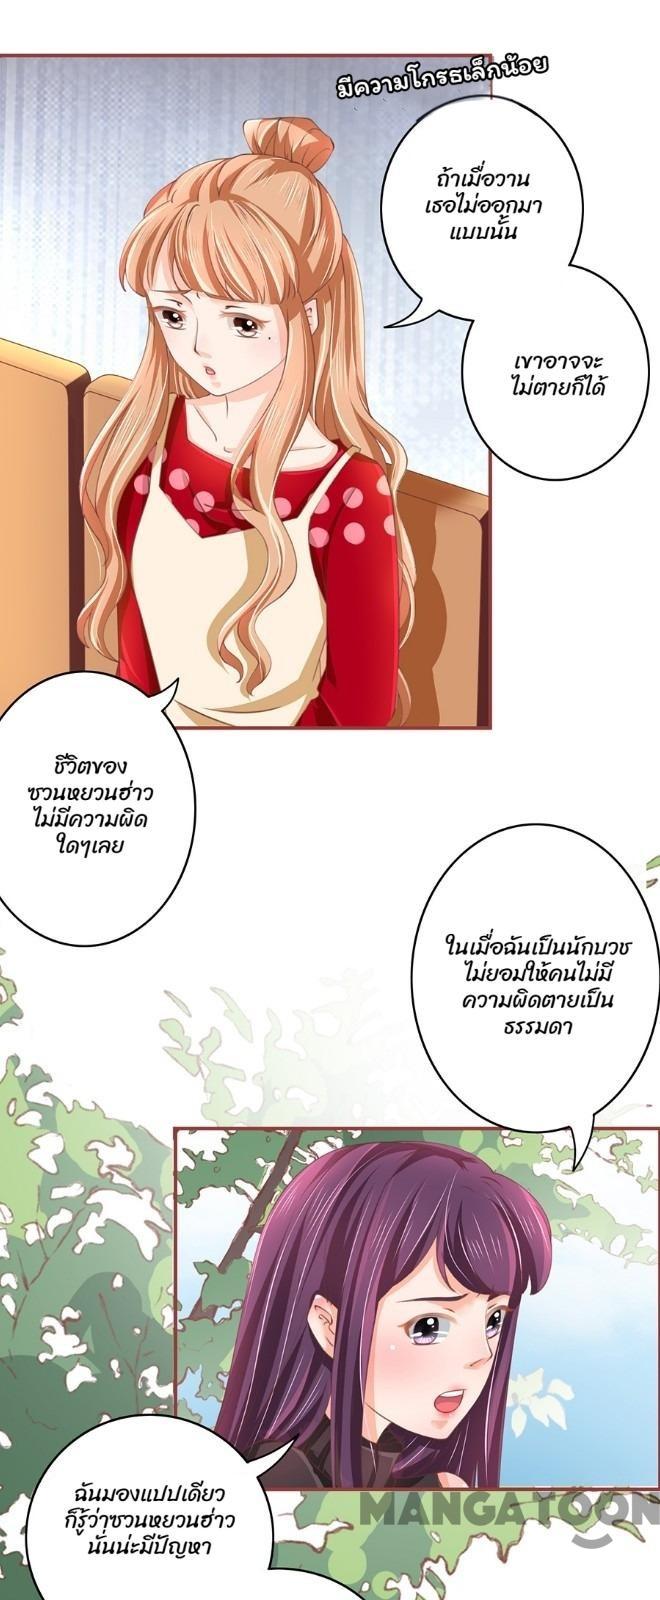 มีความโกรธเล็กน้อย
ถ้าเมื่อวาน
เธอไม่ออกมา
แบบนั้น
เขาอาจจะ
ไม่ตายก็ได้
ชีวิตของ
ซวนหยวนฮ่าว
ไม่มีความผิด
ใดๆเลย
ในเมื่อฉันเป็นนักบวช
ไม่ยอมให้คนไม่มี
ความผิดตายเป็น
ธรรมดา
ฉันมองแปปเดียว
ก็รู้ว่าซวนหยวนฮ่าว
นั่นน่ะมีปัญหา
MANGATOON